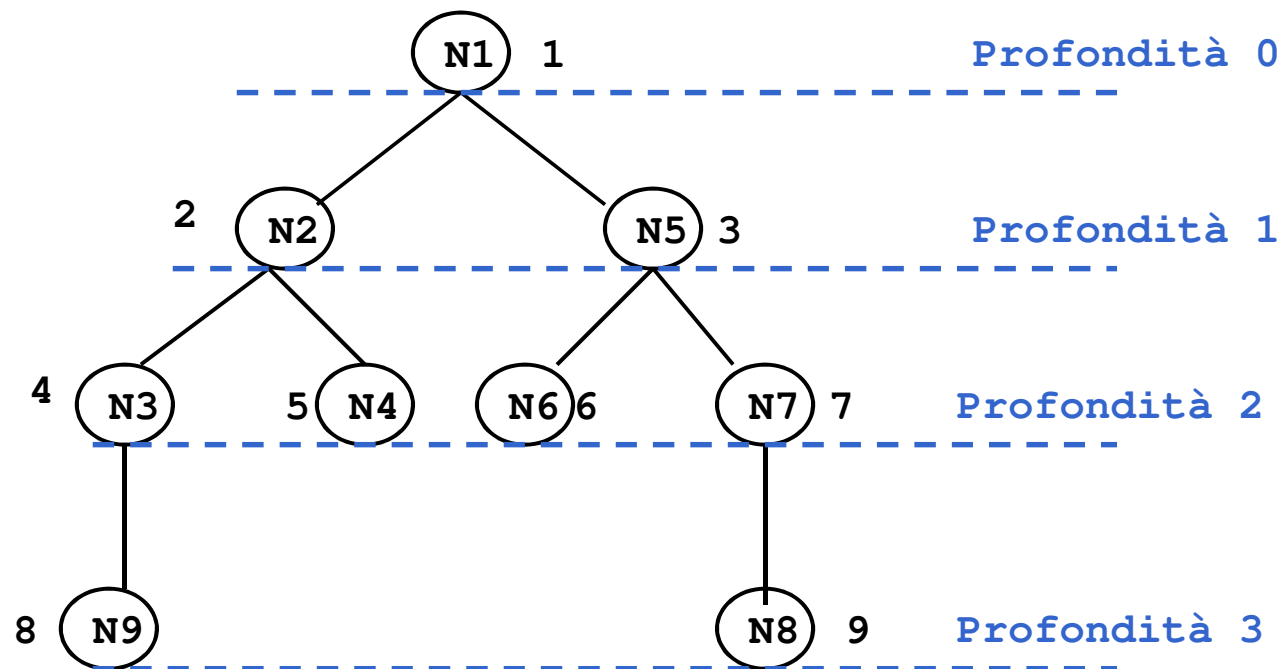 N1 1 Profondità 0
2 N2 N5 3 Profondità 1
4 N3 5 N4 N6 6 N7 7 Profondità 2
8 N9 N8 9 Profondità 3